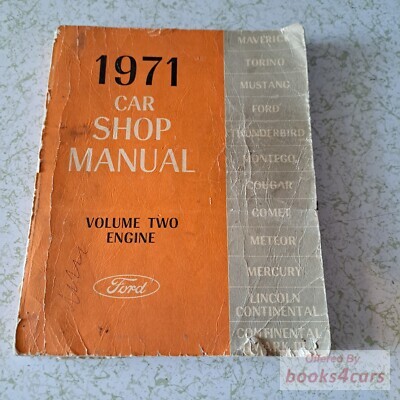 1971
CAR
SHOP
MANUAL
VOLUME TWO
ENGINE
Ford
MAVERICK
TORINO
MUSTANG
FORD
THUNDERBIRD
MONTEGO
COUGAR
COMET
METEOR
MERCURY
LINCOLN
CONTINENTAL
CONTINENTAL
Offered By:
books4cars